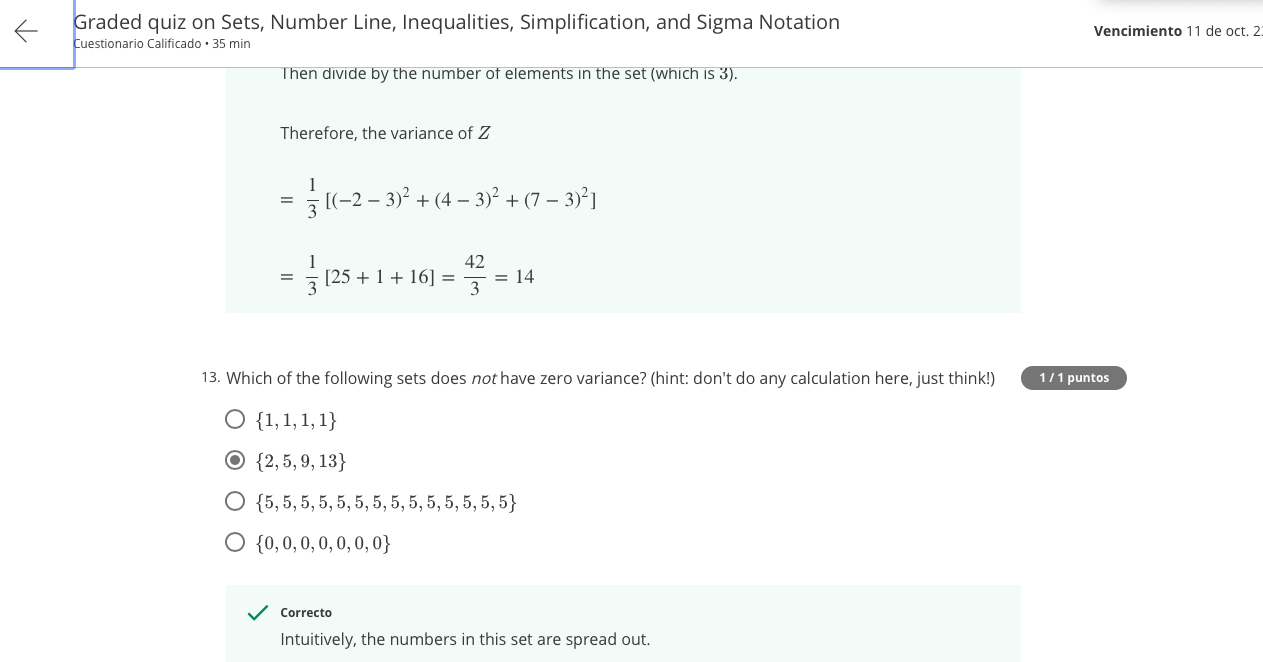 Graded quiz on Sets, Number Line, Inequalities, Simplification, and Sigma Notation
Cuestionario Calificado • 35 min
Vencimiento 11 de oct. 23
Then divide by the number of elements in the set (which is 3).
Therefore, the variance of Z
= 1/3 [(−2 − 3)² + (4 − 3)² + (7 − 3)²]
= 1/3 [25 + 1 + 16] = 42/3 = 14
13. Which of the following sets does not have zero variance? (hint: don't do any calculation here, just think!)
1 / 1 puntos
{1, 1, 1, 1}
{2, 5, 9, 13}
{5, 5, 5, 5, 5, 5, 5, 5, 5, 5, 5, 5, 5, 5}
{0, 0, 0, 0, 0, 0, 0}
Correcto
Intuitively, the numbers in this set are spread out.